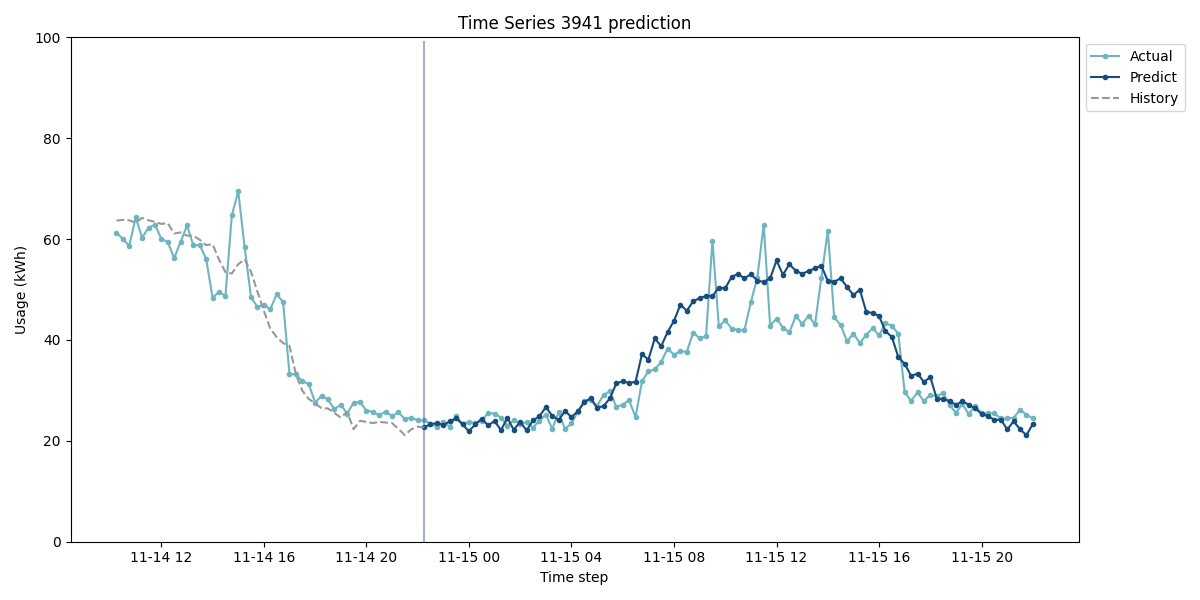 Time Series 3941 prediction
100
80
60
40
20
0
Usage (kWh)
11-14 12
11-14 16
11-14 20
11-15 00
11-15 04
11-15 08
11-15 12
11-15 16
11-15 20
Time step
Actual
Predict
History